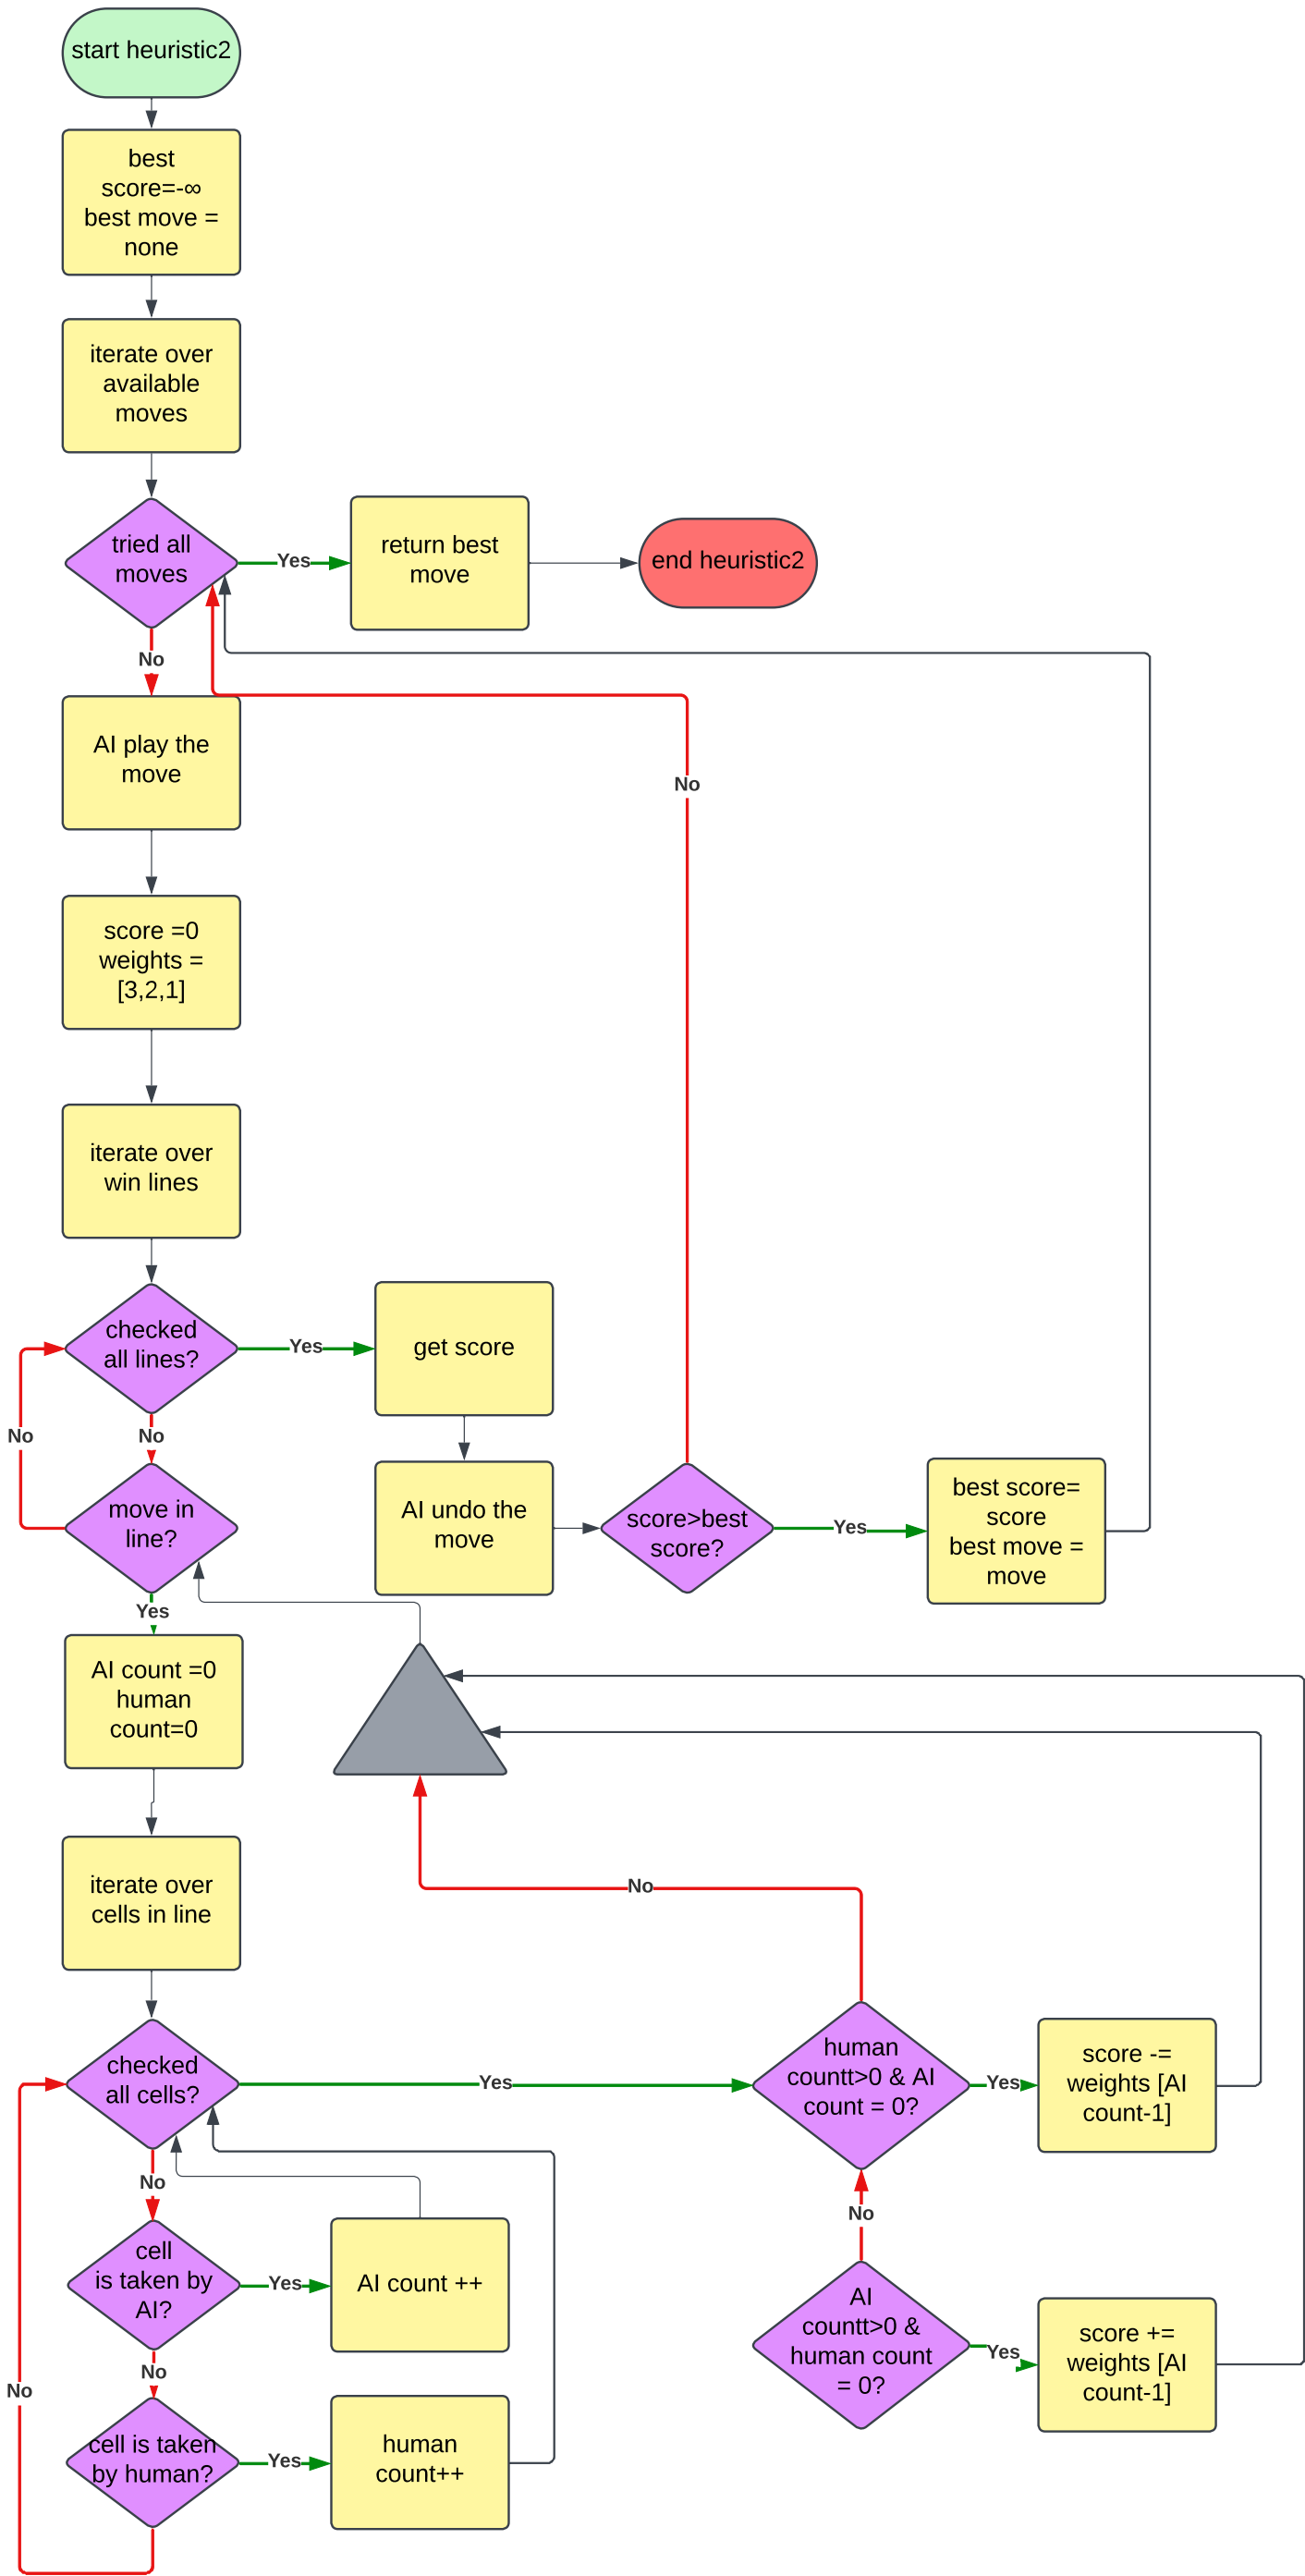 start heuristic2
best
score=-∞
best move =
none
iterate over
available
moves
tried all
moves
Yes
return best
move
end heuristic2
No
AI play the
move
No
score =0
weights =
[3,2,1]
iterate over
win lines
checked
all lines?
Yes
get score
No
No
move in
line?
AI undo the
move
score>best
score?
Yes
best score=
score
best move =
move
Yes
AI count =0
human
count=0
iterate over
cells in line
No
checked
all cells?
Yes
human
countt>0 & AI
count = 0?
Yes
score -=
weights [AI
count-1]
No
No
cell
is taken by
AI?
Yes
AI count ++
AI
countt>0 &
human count
= 0?
Yes
score +=
weights [AI
count-1]
No
No
cell is taken
by human?
Yes
human
count++